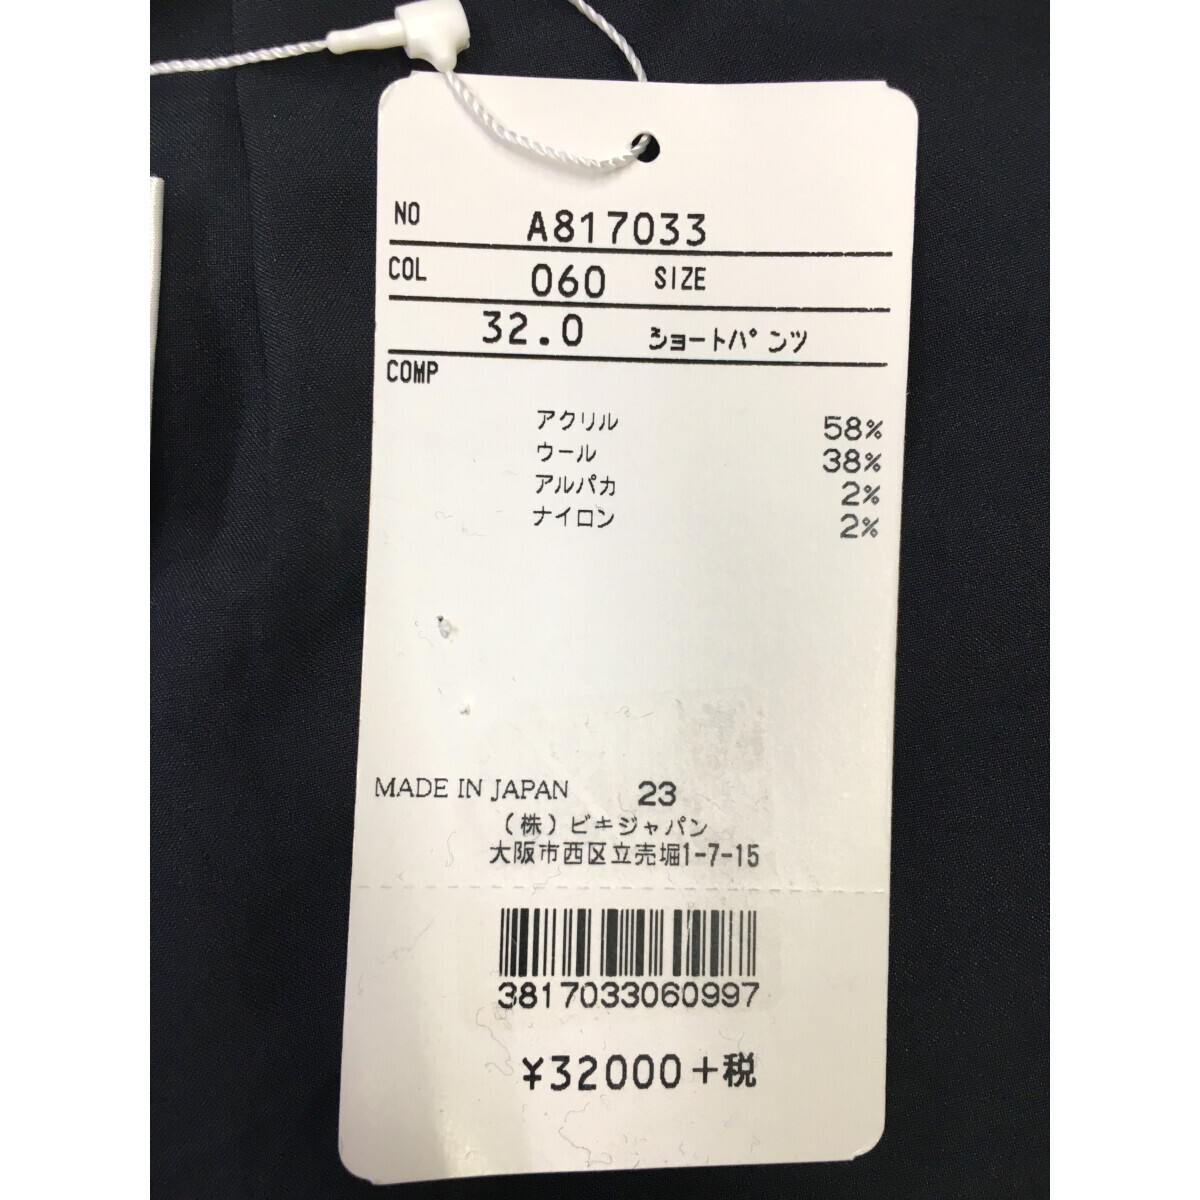 NO A817033
COL 060 SIZE
32.0 ショートパンツ
COMP
アクリル 58%
ウール 38%
アルパカ 2%
ナイロン 2%
MADE IN JAPAN 23
(株)ビキジャパン
大阪市西区立売堀1-7-15
3817033060997
¥32000+税